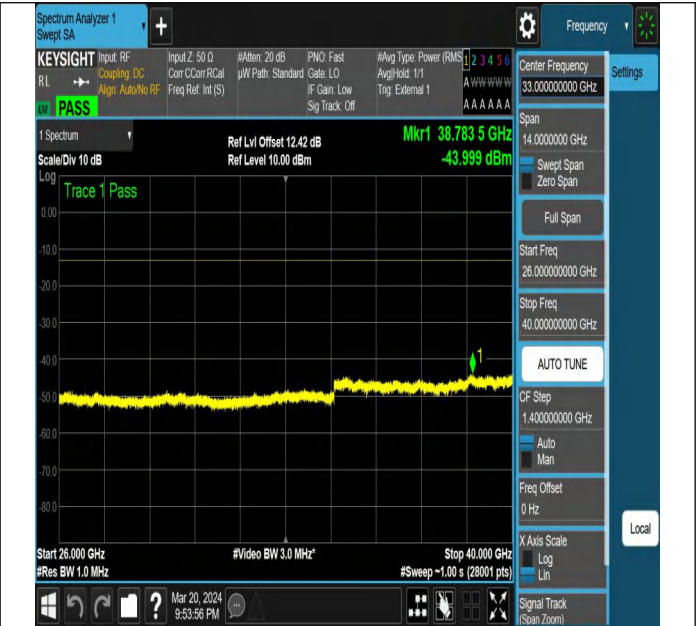 Spectrum Analyzer 1
Swept SA
+
Frequency
KEYSIGHT
Input: RF
Coupling: DC
Align: Auto/No RF
Input Z: 50 Ω
Corr CCorr RCal
Freq Ref: Int (S)
#Atten: 20 dB
µW Path: Standard
PNO: Fast
Gate: LO
IF Gain: Low
Sig Track: Off
#Avg Type: Power (RMS
Avg|Hold: 1/1
Trig: External 1
1 2 3 4 5 6
A W W W W W
A A A A A A
RL
PASS
1 Spectrum
Scale/Div 10 dB
Ref Lvl Offset 12.42 dB
Ref Level 10.00 dBm
Mkr1 38.783 5 GHz
-43.999 dBm
Log
Trace 1 Pass
0.00
-10.0
-20.0
-30.0
-40.0
-50.0
-60.0
-70.0
-80.0
1
Start 26.000 GHz
#Res BW 1.0 MHz
#Video BW 3.0 MHz*
Stop 40.000 GHz
#Sweep ~1.00 s (28001 pts)
Mar 20, 2024
9:53:56 PM
?
Center Frequency
33.00000000 GHz
Settings
Span
14.0000000 GHz
Swept Span
Zero Span
Full Span
Start Freq
26.000000000 GHz
Stop Freq
40.000000000 GHz
AUTO TUNE
CF Step
1.400000000 GHz
Auto
Man
Freq Offset
0 Hz
X Axis Scale
Log
Lin
Local
Signal Track
(Span Zoom)